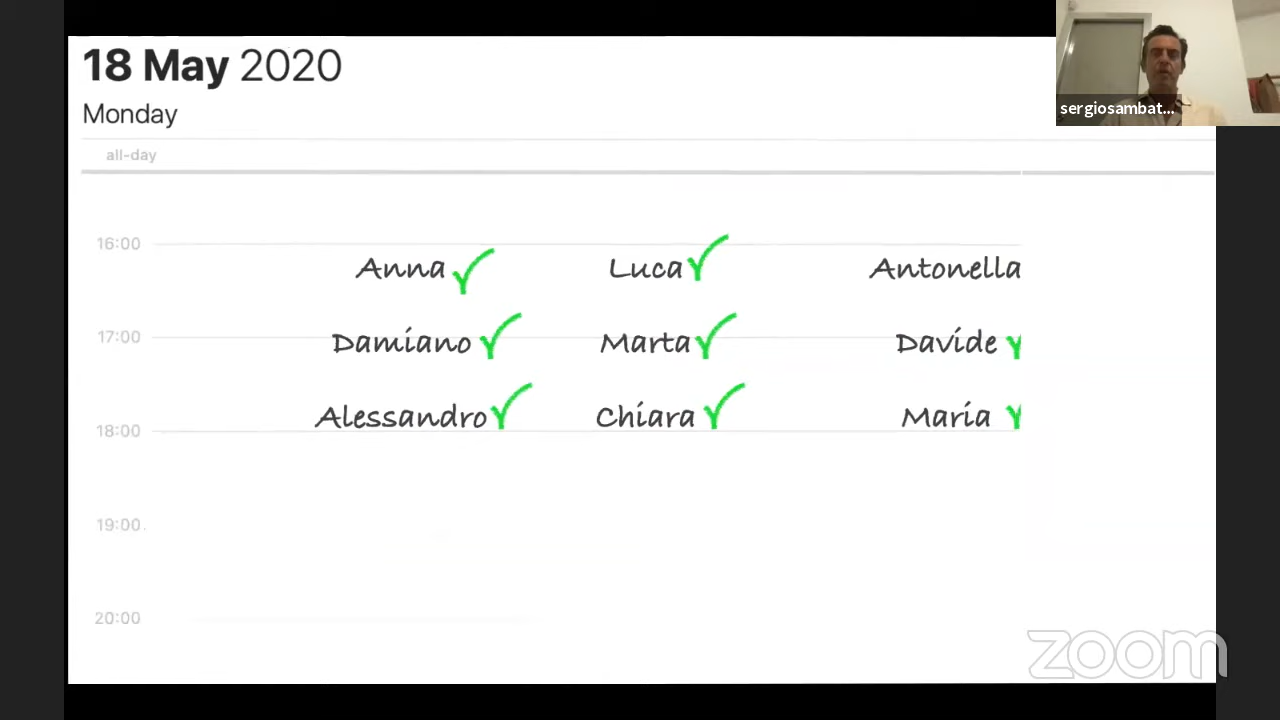 18 May 2020
Monday
all-day
16:00
Anna Luca Antonella
17:00
Damiano Marta Davide
Alessandro Chiara Maria
18:00
19:00
20:00
sergiosambat...
zoom